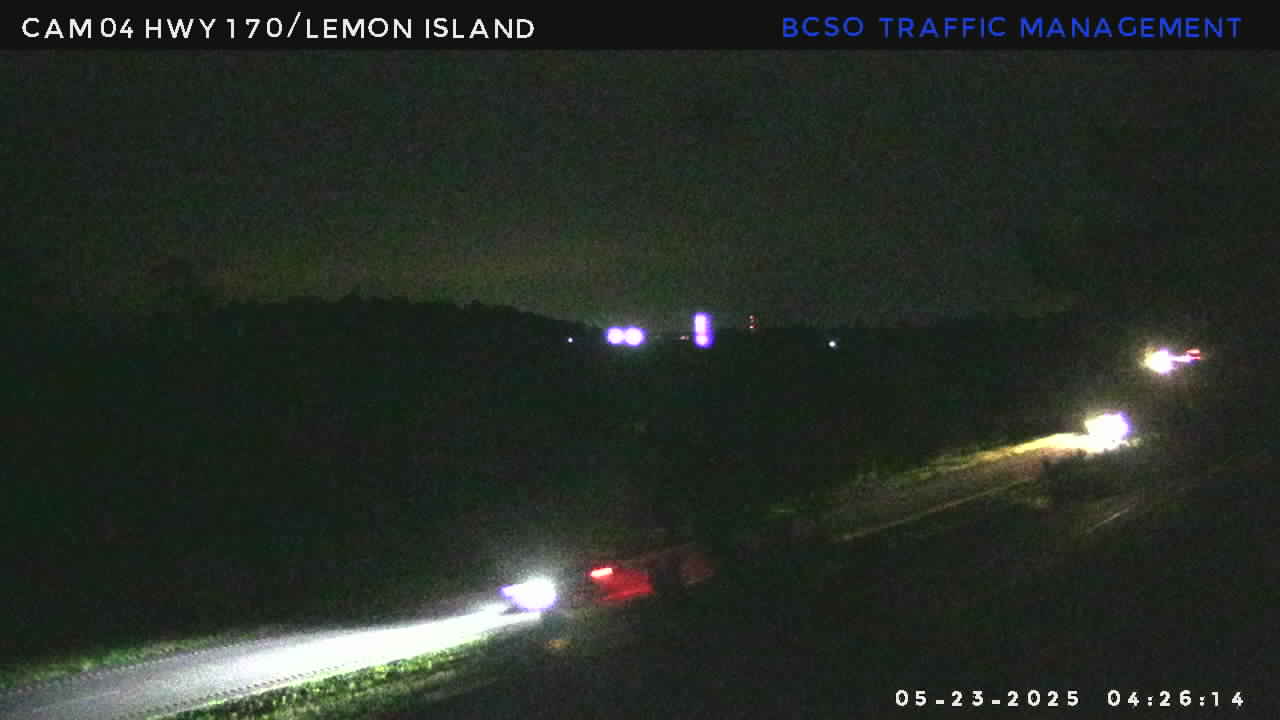 CAM04 HWY 170/LEMON ISLAND
BCSO TRAFFIC MANAGEMENT
05-23-2025 04:26:14